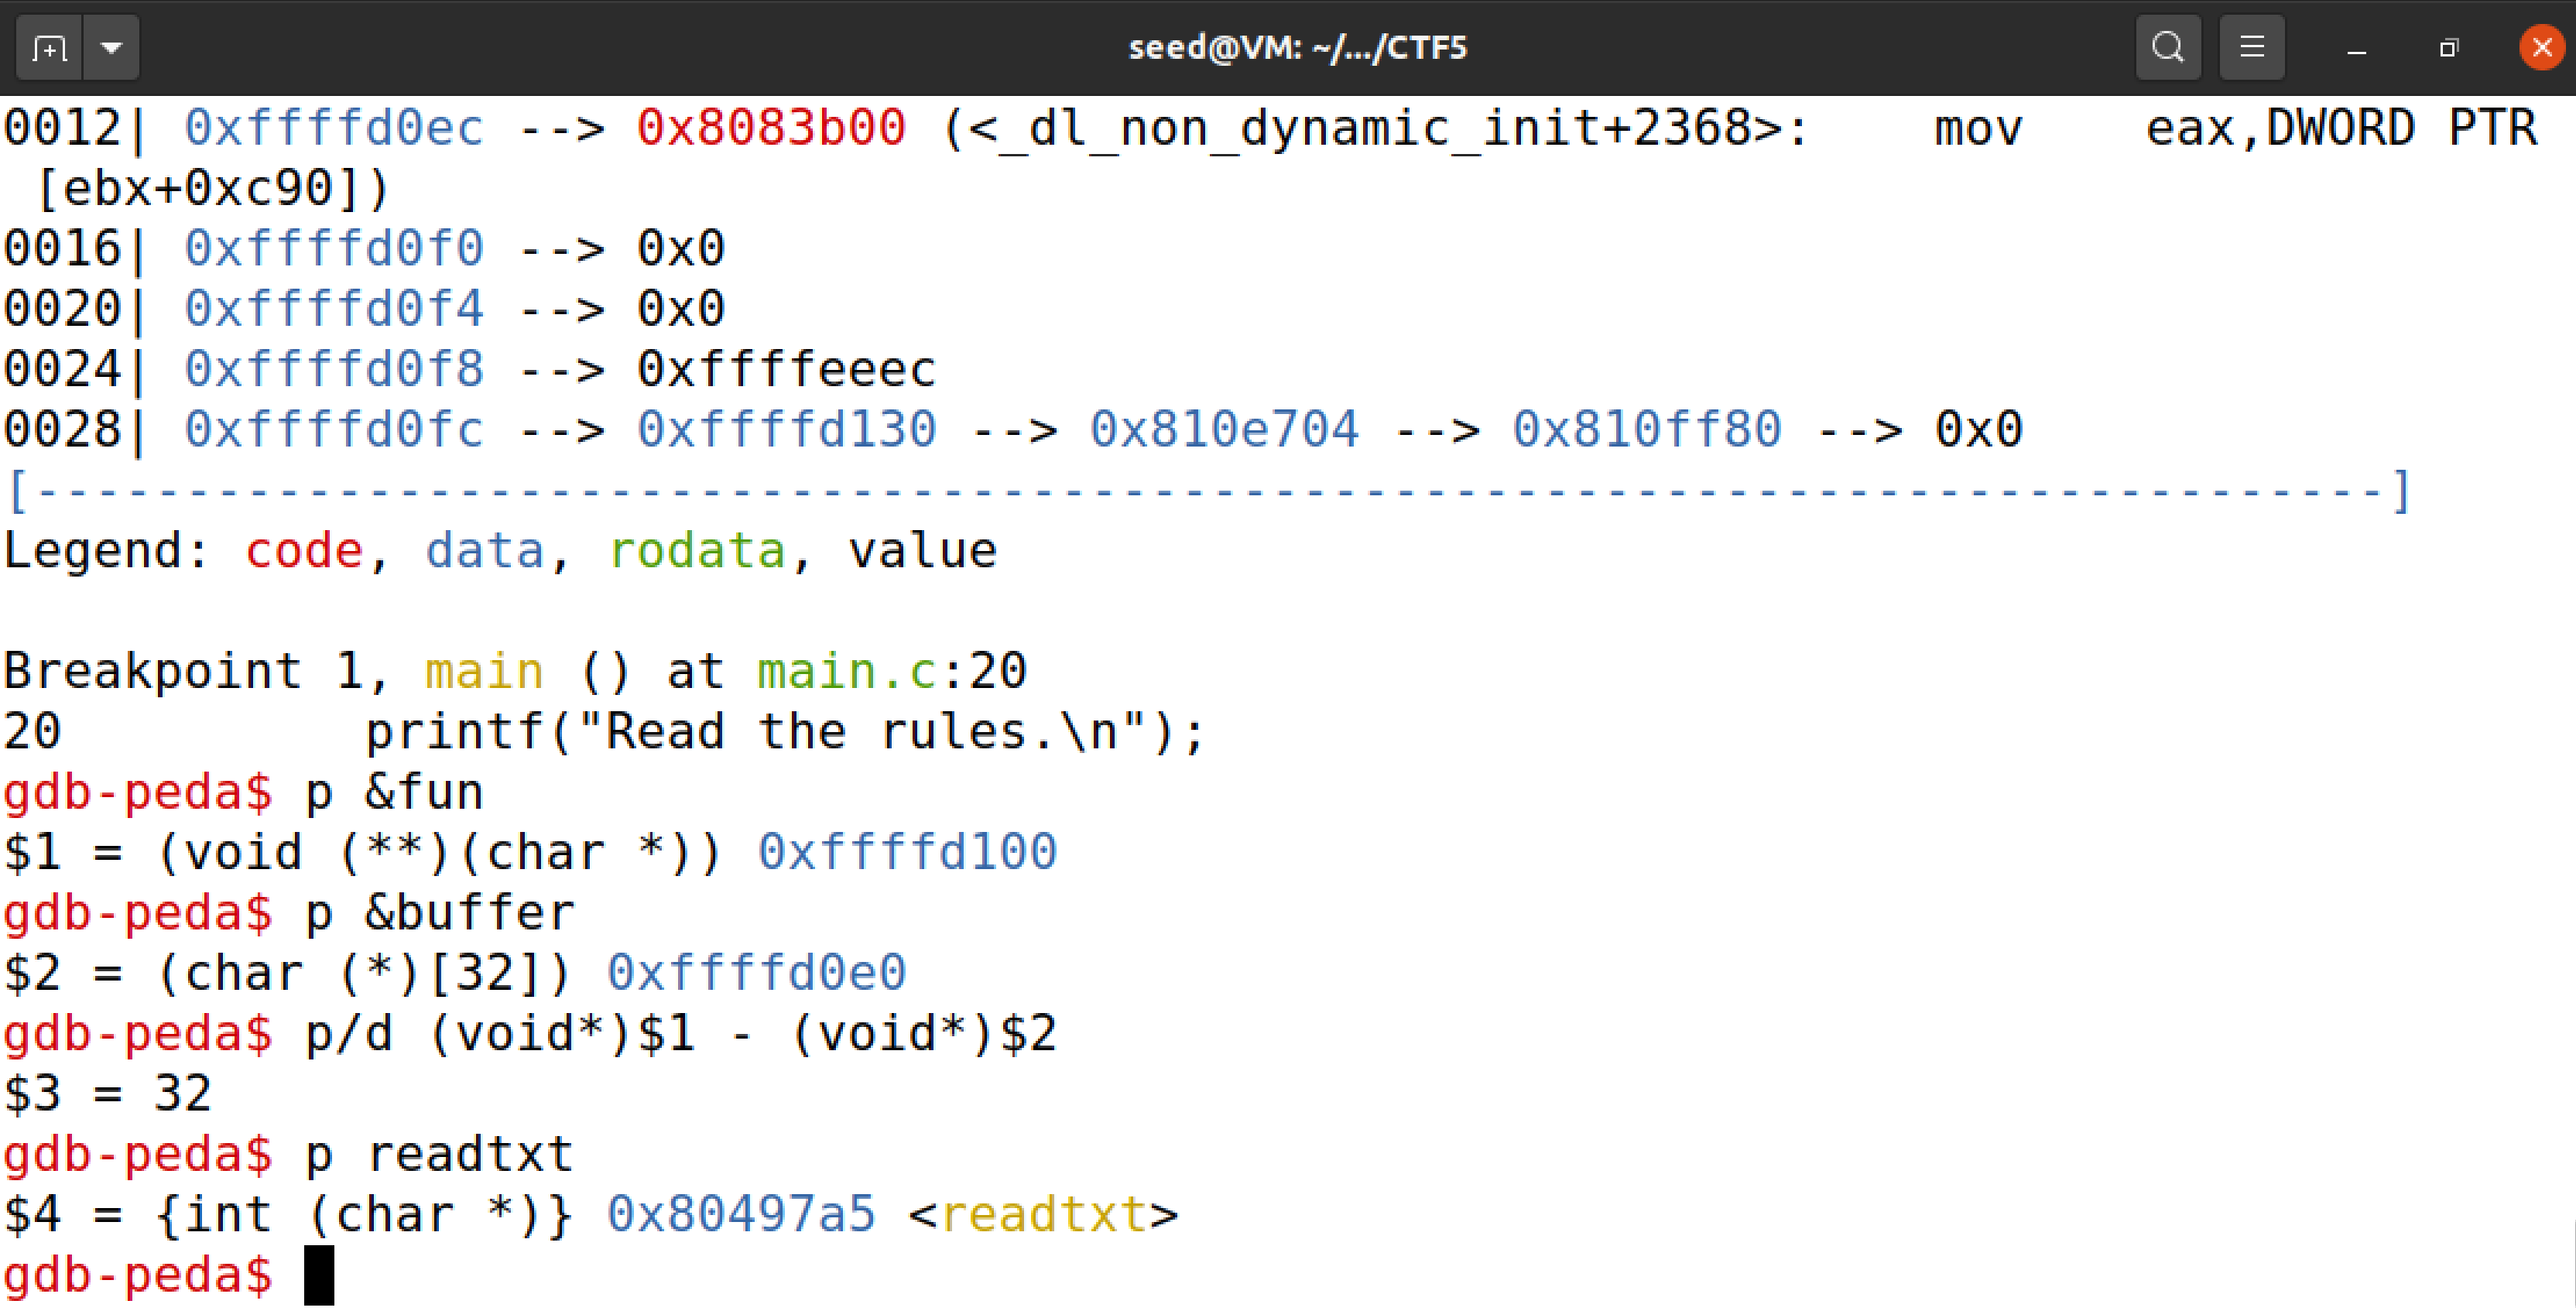 seed@VM: ~/.../CTF5
0012| 0xffffd0ec --> 0x8083b00 (<_dl_non_dynamic_init+2368>:    mov    eax,DWORD PTR
 [ebx+0xc90])
0016| 0xffffd0f0 --> 0x0
0020| 0xffffd0f4 --> 0x0
0024| 0xffffd0f8 --> 0xffffeeec
0028| 0xffffd0fc --> 0xffffd130 --> 0x810e704 --> 0x810ff80 --> 0x0
[------------------------------------------------------------------------------]
Legend: code, data, rodata, value

Breakpoint 1, main () at main.c:20
20          printf("Read the rules.\n");
gdb-peda$ p &fun
$1 = (void (**)(char *)) 0xffffd100
gdb-peda$ p &buffer
$2 = (char (*)[32]) 0xffffd0e0
gdb-peda$ p/d (void*)$1 - (void*)$2
$3 = 32
gdb-peda$ p readtxt
$4 = {int (char *)} 0x80497a5 <readtxt>
gdb-peda$